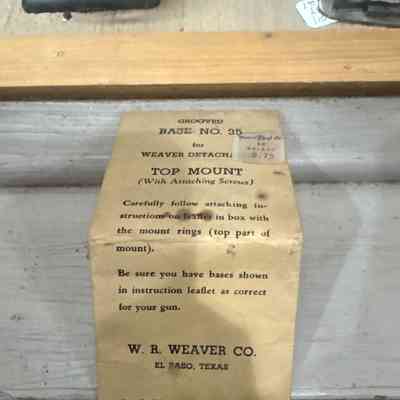 GROOVED
BASE NO. 35
for
WEAVER DETACHA
TOP MOUNT
(With Attaching Screws)
Carefully follow attaching in-
structions on leaflet in box with
the mount rings (top part of
mount).
Be sure you have bases shown
in instruction leaflet as correct
for your gun.
W. R. WEAVER CO.
EL PASO, TEXAS